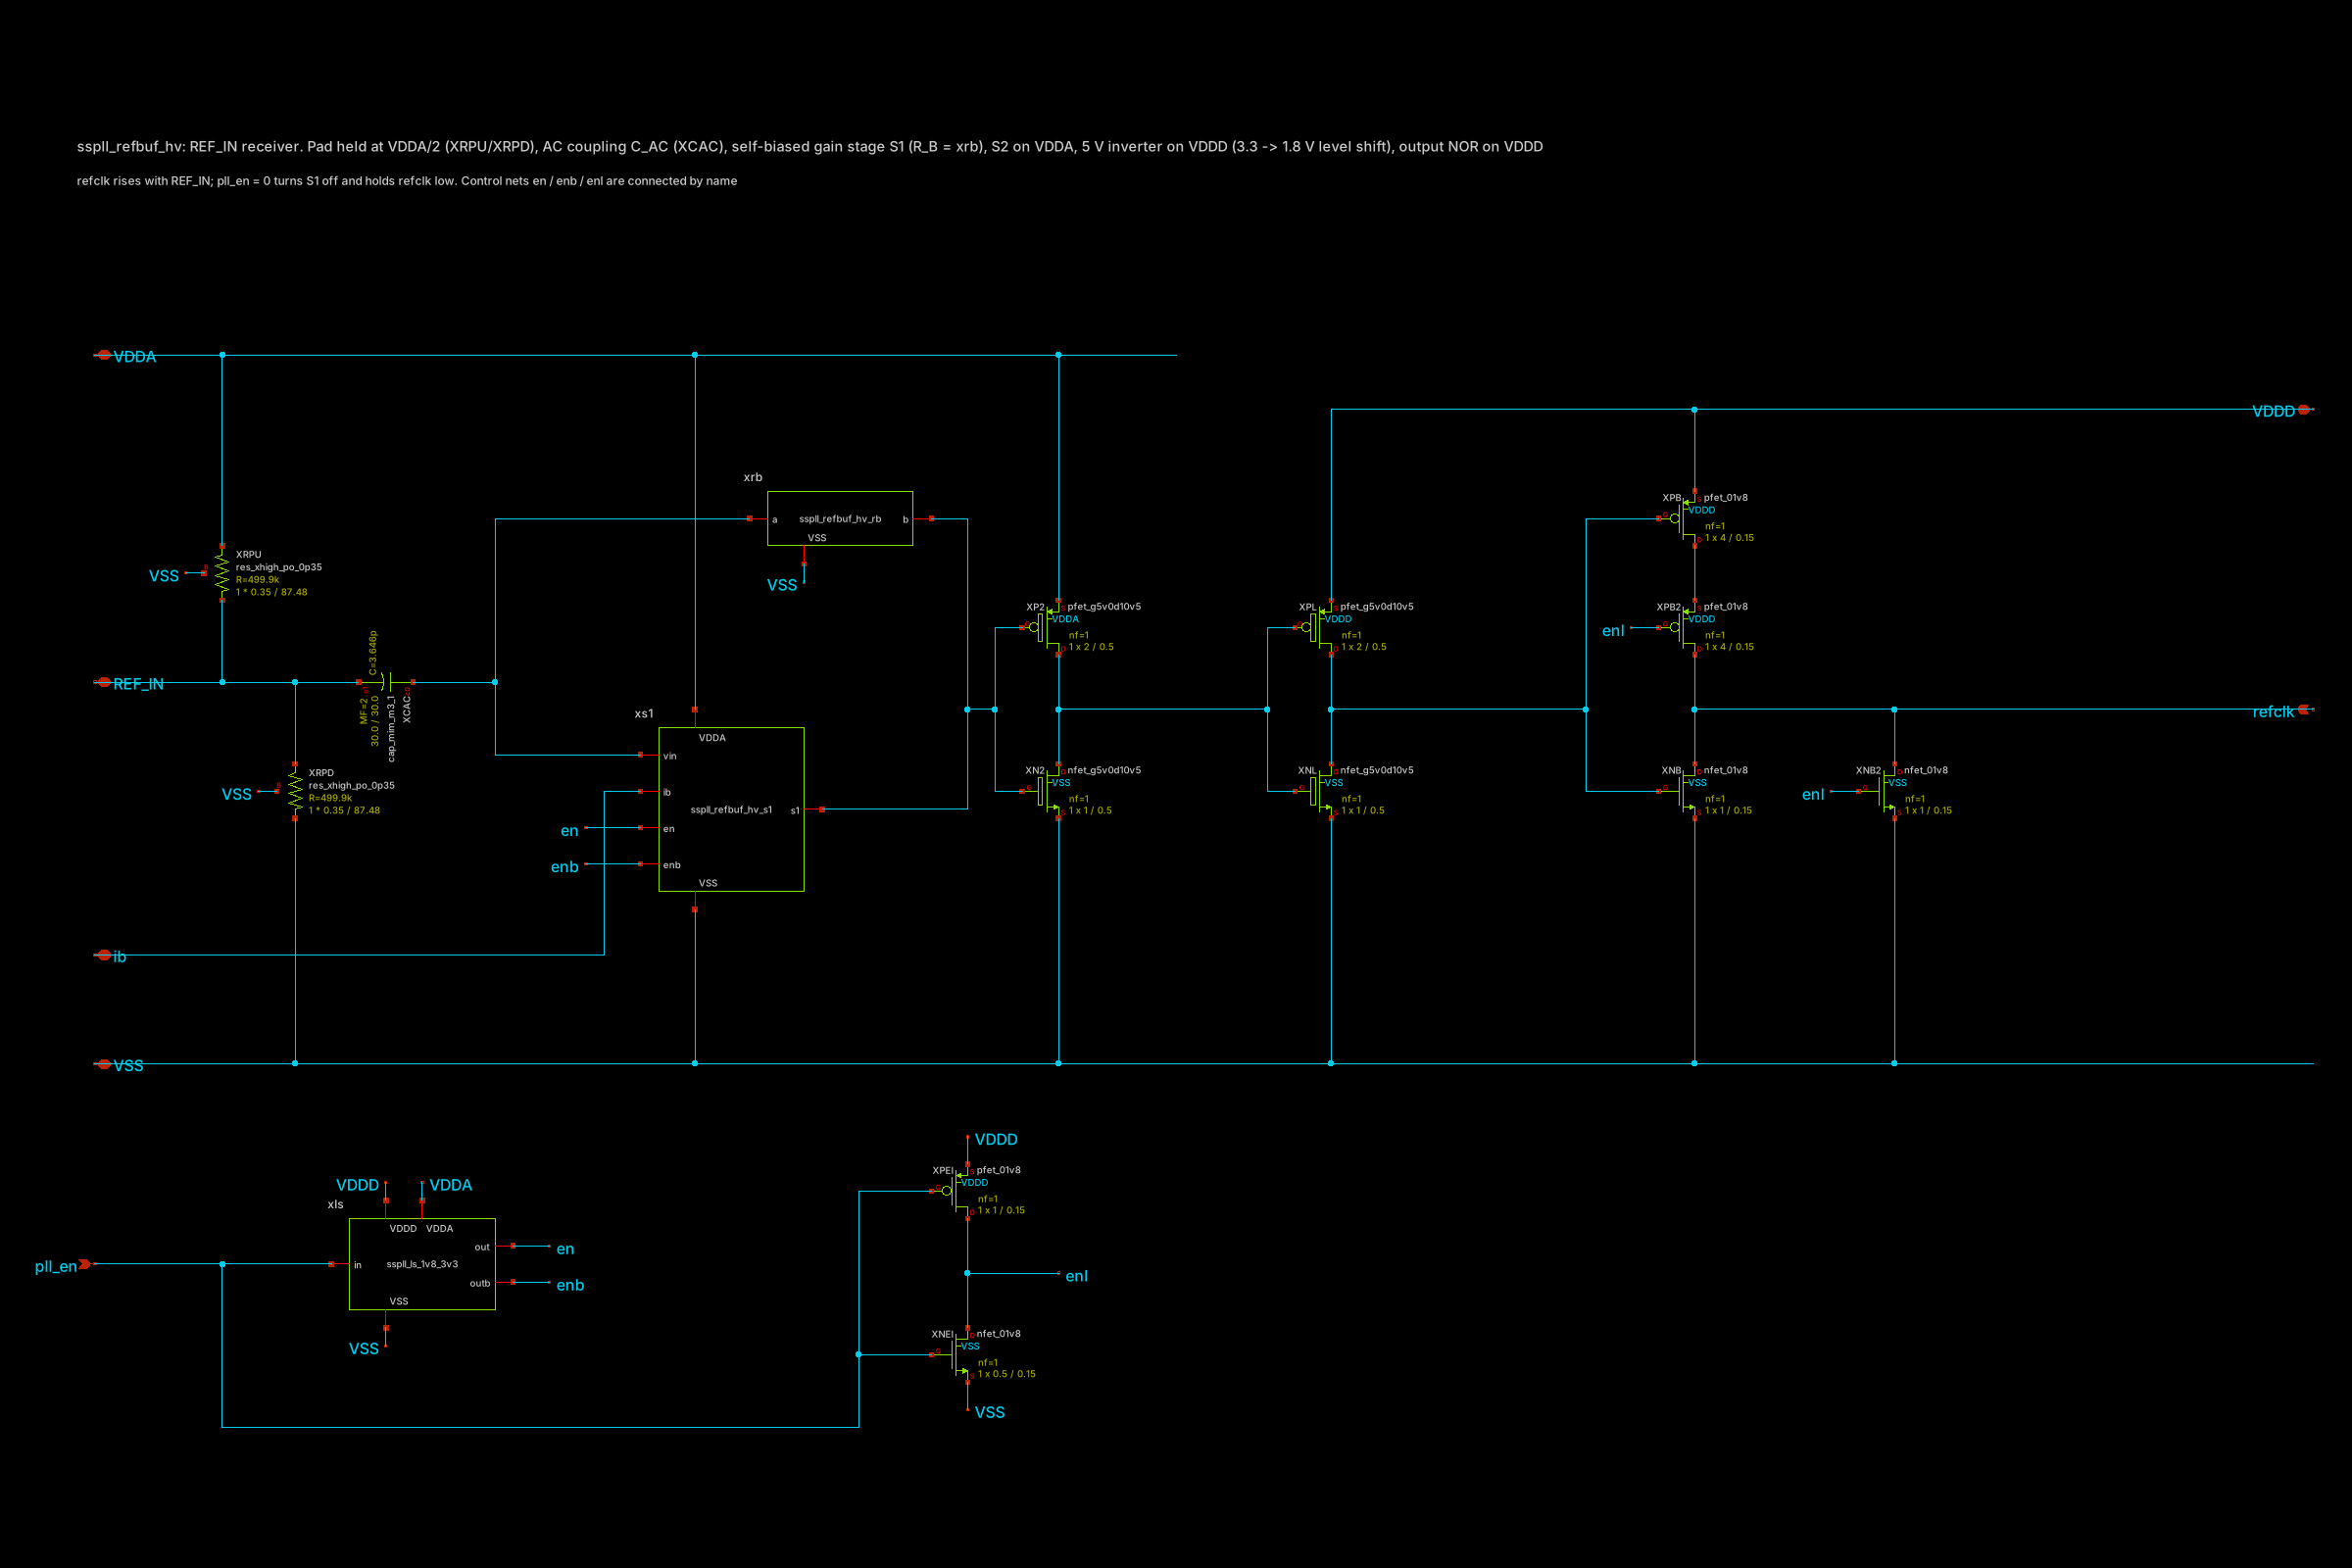 sspll_refbuf_hv: REF_IN receiver. Pad held at VDDA/2 (XRPU/XRPD), AC coupling C_AC (XCAC), self-biased gain stage S1 (R_B = xrb), S2 on VDDA, 5 V inverter on VDDD (3.3 -> 1.8 V level shift), output NOR on VDDD
refclk rises with REF_IN; pll_en = 0 turns S1 off and holds refclk low. Control nets en / enb / enl are connected by name
VDDA
VDDD
xrb
a
sspll_refbuf_hv_rb
b
VSS
VSS
XPB
S
pfet_01v8
VDDD
G
nf=1
1 x 4 / 0.15
D
XRPU
res_xhigh_po_0p35
R=499.9k
1 * 0.35 / 87.48
VSS
B
XP2
S
pfet_g5v0d10v5
VDDA
G
nf=1
1 x 2 / 0.5
D
XPL
S
pfet_g5v0d10v5
VDDD
G
nf=1
1 x 2 / 0.5
D
XPB2
S
pfet_01v8
VDDD
enl
G
nf=1
1 x 4 / 0.15
D
REF_IN
C=3.646p
MF=2
30.0 / 30.0
cap_mim_m3_1
XCAC
c1
c0
refclk
xs1
VDDA
vin
ib
sspll_refbuf_hv_s1
s1
en
en
enb
enb
VSS
XRPD
res_xhigh_po_0p35
R=499.9k
1 * 0.35 / 87.48
VSS
B
XN2
D
nfet_g5v0d10v5
VSS
G
nf=1
1 x 1 / 0.5
S
XNL
D
nfet_g5v0d10v5
VSS
G
nf=1
1 x 1 / 0.5
S
XNB
D
nfet_01v8
VSS
G
nf=1
1 x 1 / 0.15
S
XNB2
D
nfet_01v8
VSS
enl
G
nf=1
1 x 1 / 0.15
S
ib
VSS
VDDD
VDDA
xls
VDDD
VDDA
out
en
pll_en
in
sspll_ls_1v8_3v3
outb
enb
VSS
VSS
VDDD
XPEI
S
pfet_01v8
VDDD
G
nf=1
1 x 1 / 0.15
D
enl
XNEI
D
nfet_01v8
VSS
G
nf=1
1 x 0.5 / 0.15
S
VSS